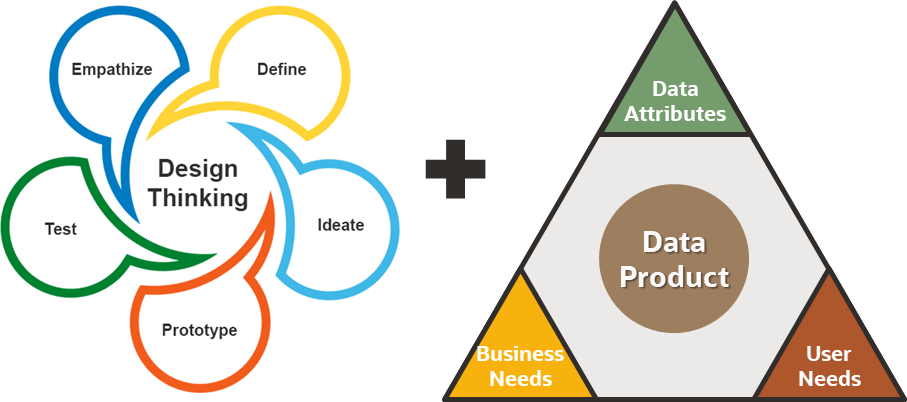 Empathize
Define
Design
Thinking
Test
Ideate
Prototype
Data
Attributes
Data
Product
Business
Needs
User
Needs